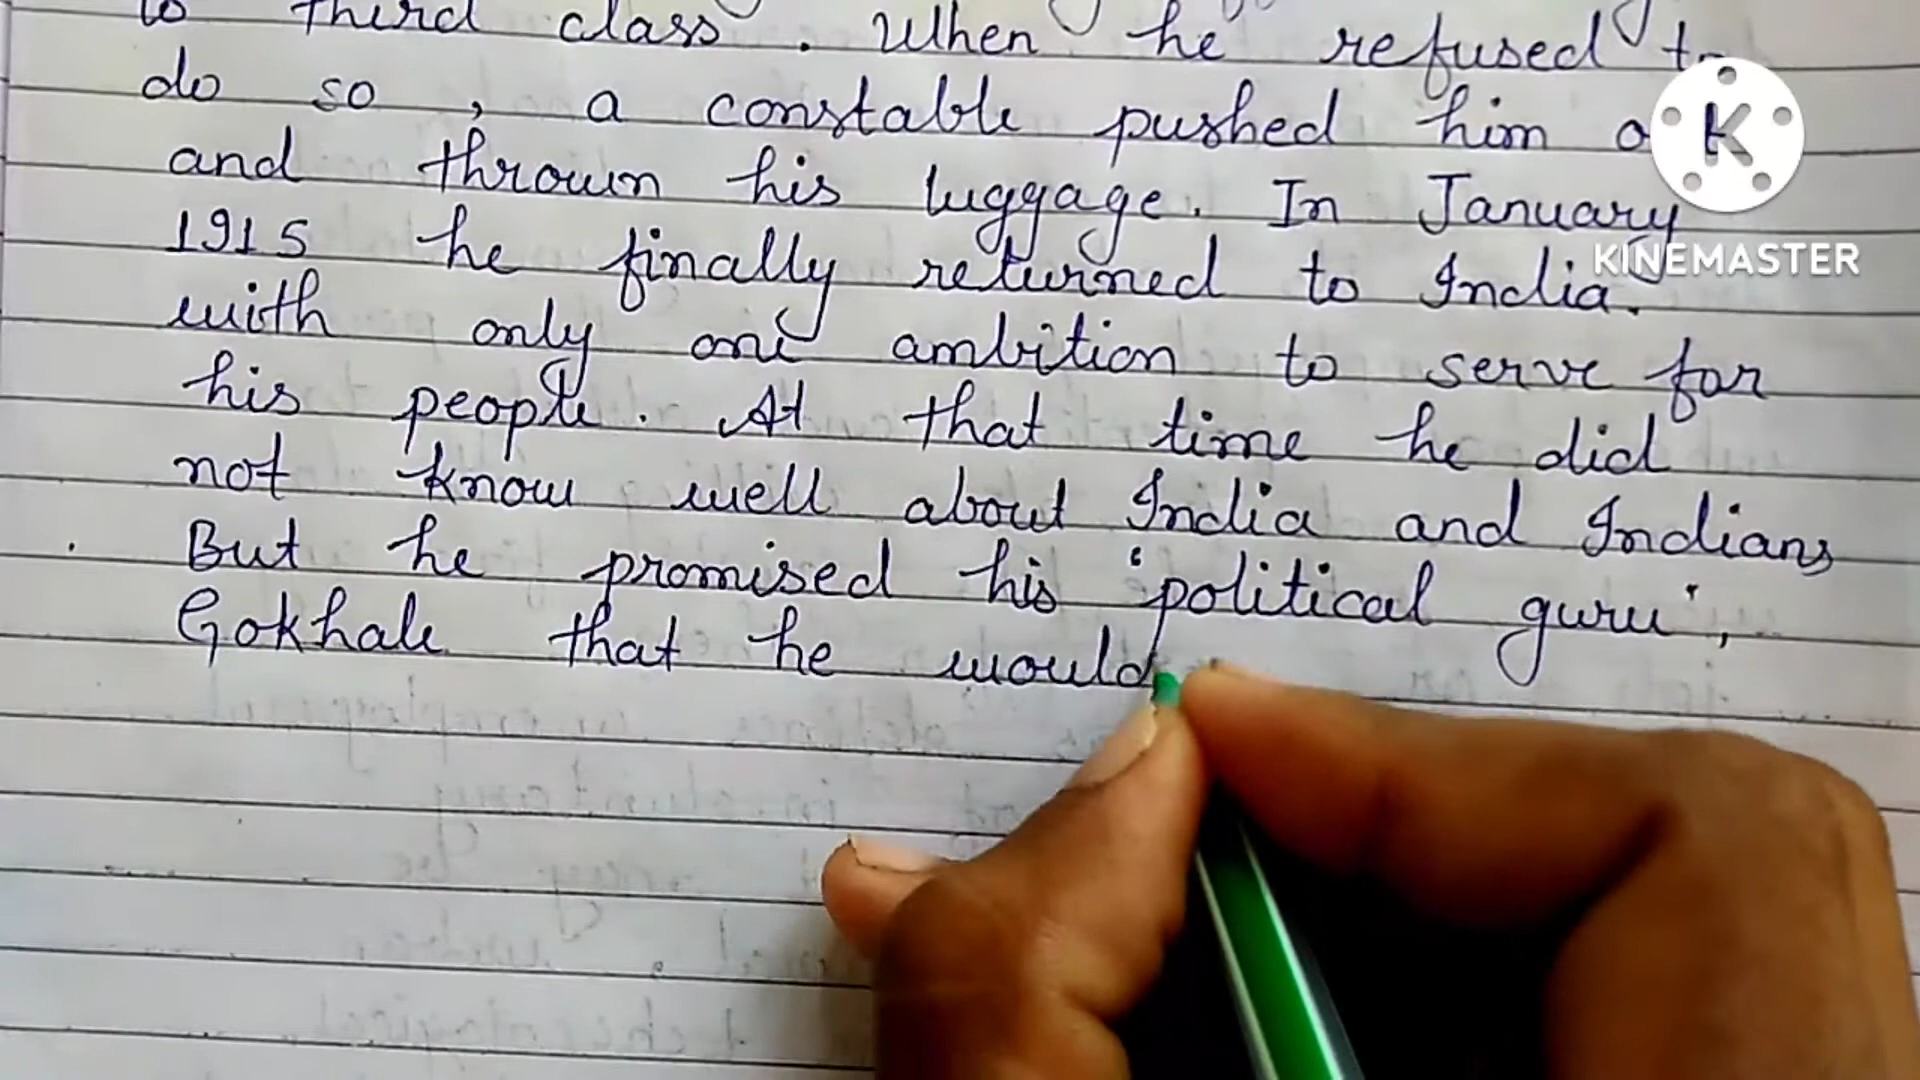 to third class. When he refused to
do so, a constable pushed him
and thrown his luggage. In January
1915 he finally returned to India.
with only one ambition to serve for
his people. At that time he did
not know well about India and Indians
But he promised his 'political guru',
Gokhale that he would
K
KINEMASTER